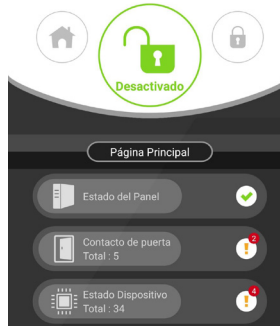 Desactivado
Página Principal
Estado del Panel
Contacto de puerta
Total : 5
2
Estado Dispositivo
Total : 34
4